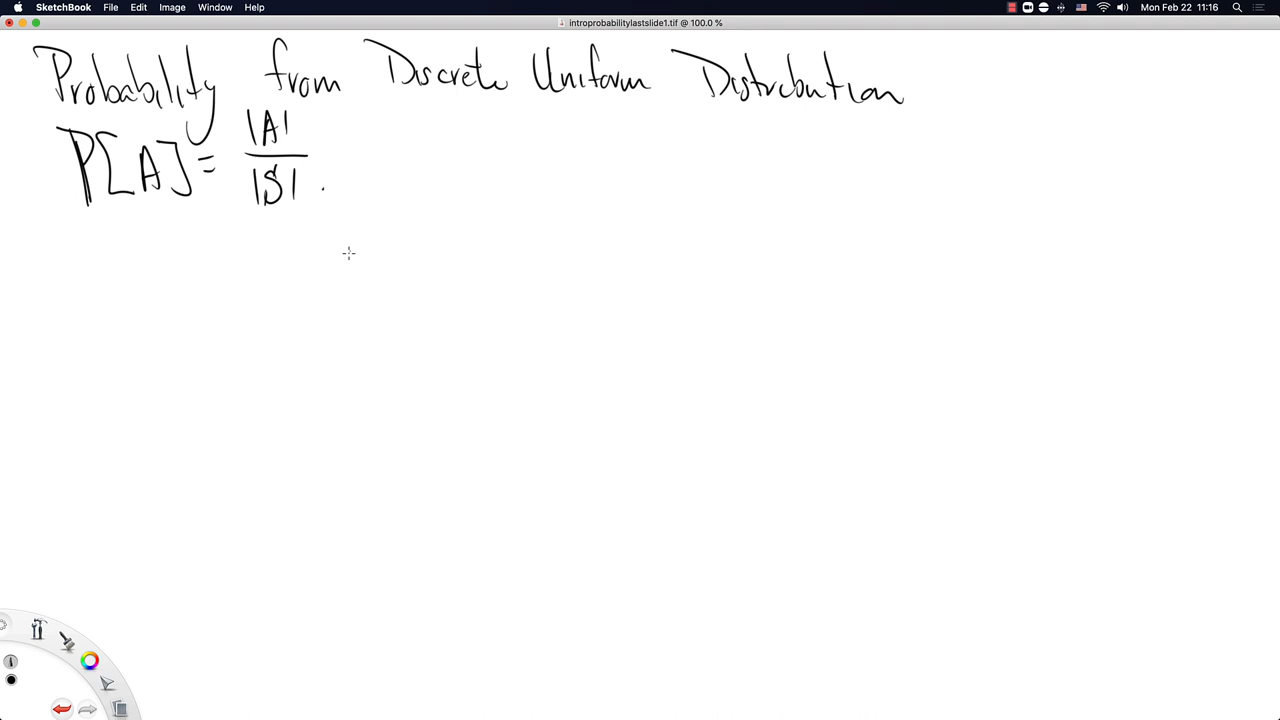 SketchBook File Edit Image Window Help Mon Feb 22 11:16
introprobabilitylastslide1.tif @ 100.0 %
Probability from Discrete Uniform Distribution
P[A] = |A| / |S| .